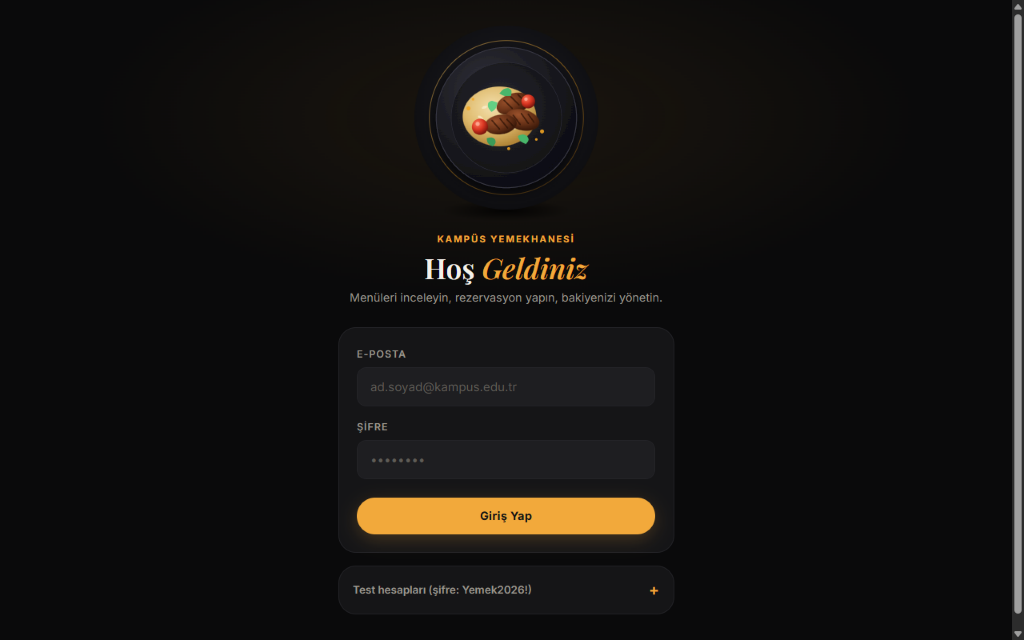 KAMPÜS YEMEKHANESİ
Hoş Geldiniz
Menüleri inceleyin, rezervasyon yapın, bakiyenizi yönetin.
E-POSTA
ad.soyad@kampus.edu.tr
ŞİFRE
••••••••
Giriş Yap
Test hesapları (şifre: Yemek2026!)
+